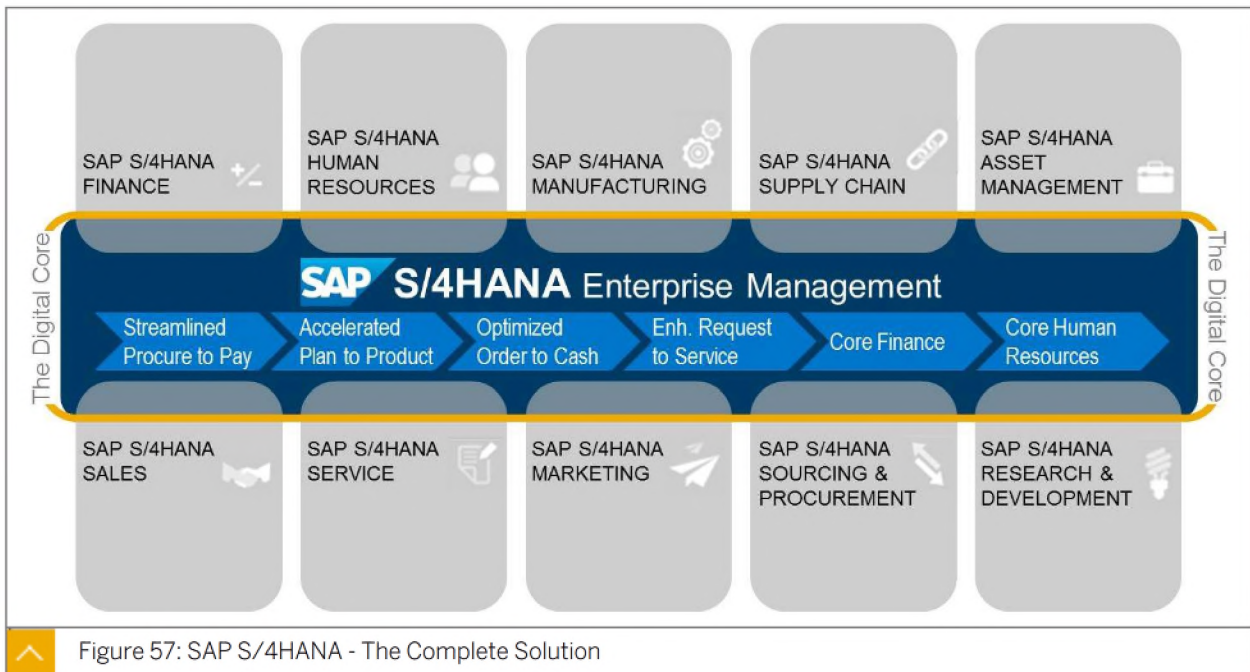 SAP S/4HANA
FINANCE
SAP S/4HANA
HUMAN
RESOURCES
SAP S/4HANA
MANUFACTURING
SAP S/4HANA
SUPPLY CHAIN
SAP S/4HANA
ASSET
MANAGEMENT
The Digital Core
SAP S/4HANA Enterprise Management
Streamlined
Procure to Pay
Accelerated
Plan to Product
Optimized
Order to Cash
Enh. Request
to Service
Core Finance
Core Human
Resources
The Digital Core
SAP S/4HANA
SALES
SAP S/4HANA
SERVICE
SAP S/4HANA
MARKETING
SAP S/4HANA
SOURCING &
PROCUREMENT
SAP S/4HANA
RESEARCH &
DEVELOPMENT
Figure 57: SAP S/4HANA - The Complete Solution